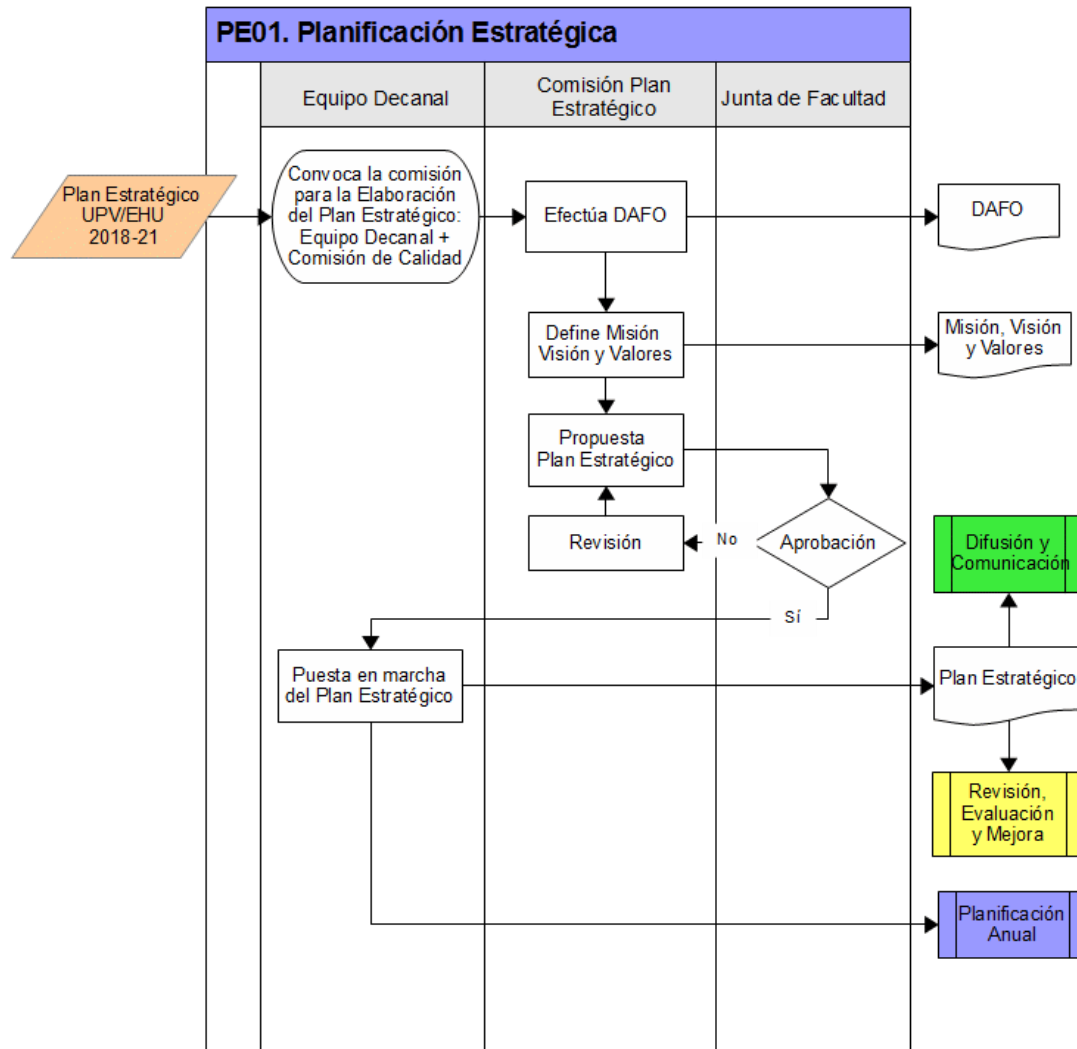 PE01. Planificación Estratégica
Equipo Decanal
Comisión Plan
Estratégico
Junta de Facultad
Plan Estratégico
UPV/EHU
2018-21
Convoca la comisión
para la Elaboración
del Plan Estratégico:
Equipo Decanal +
Comisión de Calidad
Efectúa DAFO
DAFO
Define Misión
Visión y Valores
Misión, Visión
y Valores
Propuesta
Plan Estratégico
Revisión
No
Aprobación
Difusión y
Comunicación
Sí
Puesta en marcha
del Plan Estratégico
Plan Estratégico
Revisión,
Evaluación
y Mejora
Planificación
Anual